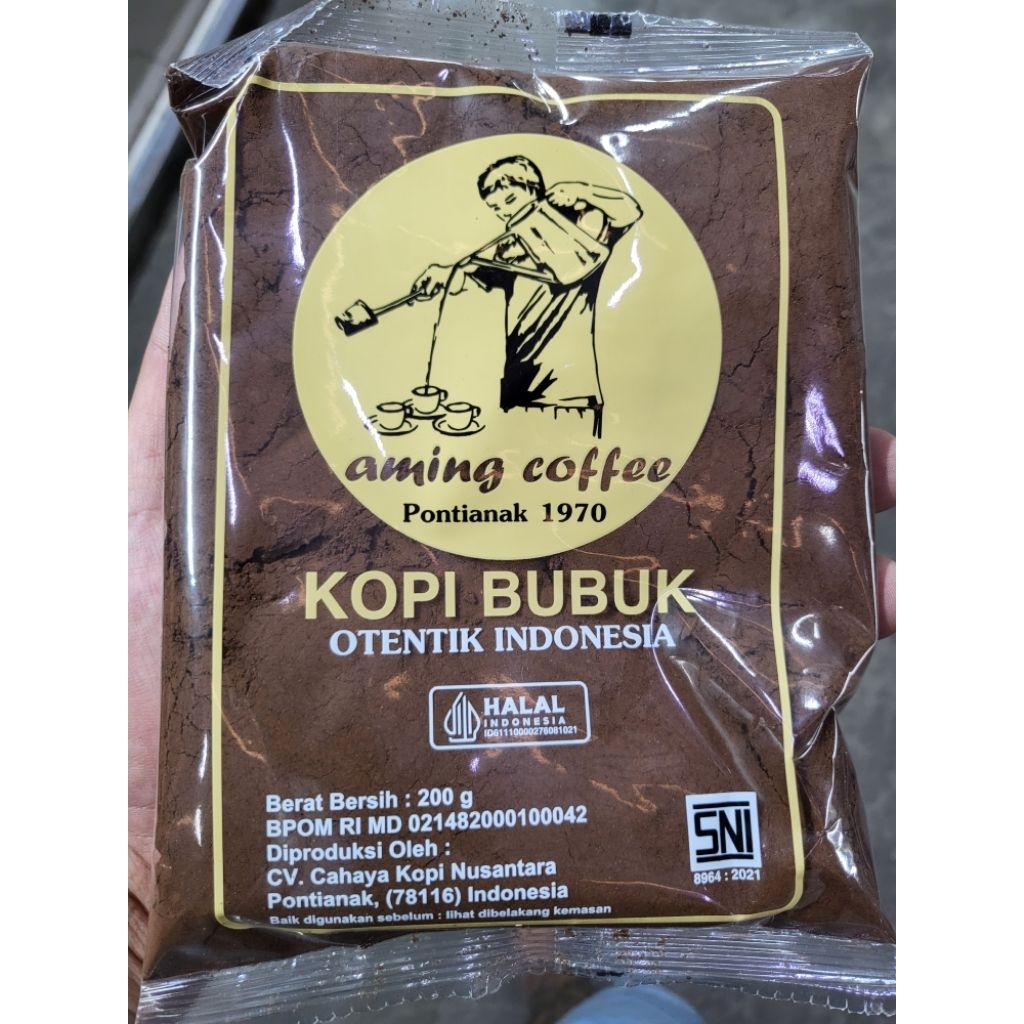 aming coffee
Pontianak 1970
KOPI BUBUK
OTENTIK INDONESIA
HALAL
INDONESIA
ID61110000276081021
Berat Bersih : 200 g
BPOM RI MD 021482000100042
Diproduksi Oleh :
CV. Cahaya Kopi Nusantara
Pontianak, (78116) Indonesia
Baik digunakan sebelum : lihat dibelakang kemasan
SNI
8964 : 2021